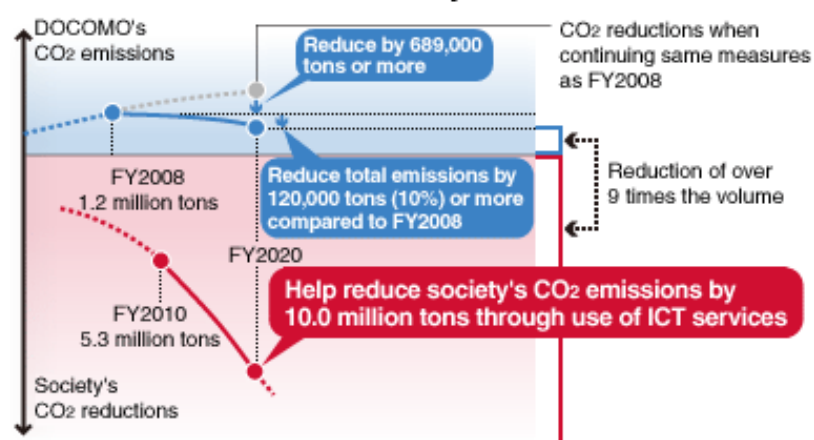 DOCOMO's
CO2 emissions
Reduce by 689,000
tons or more
CO2 reductions when
continuing same measures
as FY2008
FY2008
1.2 million tons
Reduce total emissions by
120,000 tons (10%) or more
compared to FY2008
Reduction of over
9 times the volume
FY2020
FY2010
5.3 million tons
Help reduce society's CO2 emissions by
10.0 million tons through use of ICT services
Society's
CO2 reductions